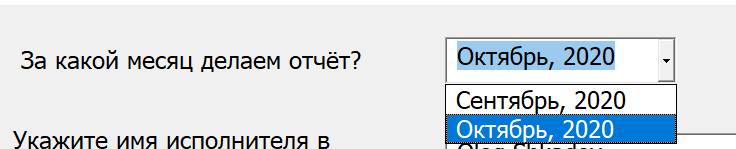 За какой месяц делаем отчёт?
Октябрь, 2020
Сентябрь, 2020
Октябрь, 2020
Укажите имя исполнителя в